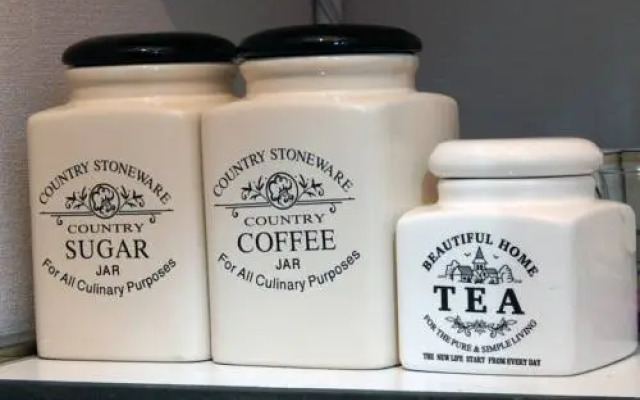 COUNTRY STONEWARE
COUNTRY
SUGAR
JAR
For All Culinary Purposes
COUNTRY STONEWARE
COUNTRY
COFFEE
JAR
For All Culinary Purposes
BEAUTIFUL HOME
TEA
FOR THE PURE & SIMPLE LIVING
THE NEW LIFE START FROM EVERY DAY